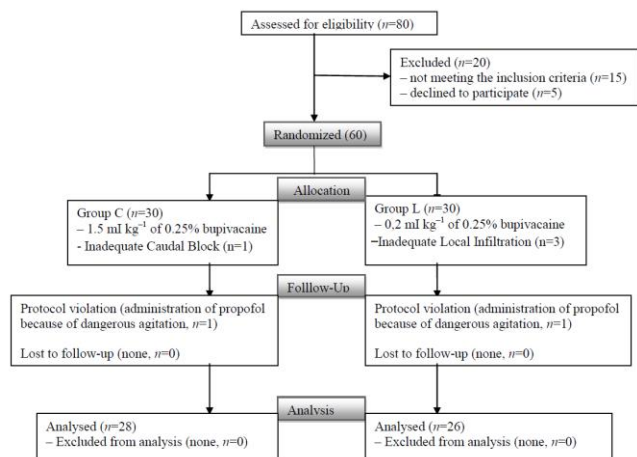 Assessed for eligibility (n=80)
Excluded (n=20)
– not meeting the inclusion criteria (n=15)
– declined to participate (n=5)
Randomized (60)
Allocation
Group C (n=30)
– 1.5 mI kg⁻¹ of 0.25% bupivacaine
- Inadequate Caudal Block (n=1)
Group L (n=30)
– 0,2 mI kg⁻¹ of 0.25% bupivacaine
–Inadequate Local Infiltration (n=3)
Folllow-Up
Protocol violation (administration of propofol
because of dangerous agitation, n=1)
Lost to follow-up (none, n=0)
Protocol violation (administration of propofol
because of dangerous agitation, n=1)
Lost to follow-up (none, n=0)
Analysis
Analysed (n=28)
– Excluded from analysis (none, n=0)
Analysed (n=26)
– Excluded from analysis (none, n=0)